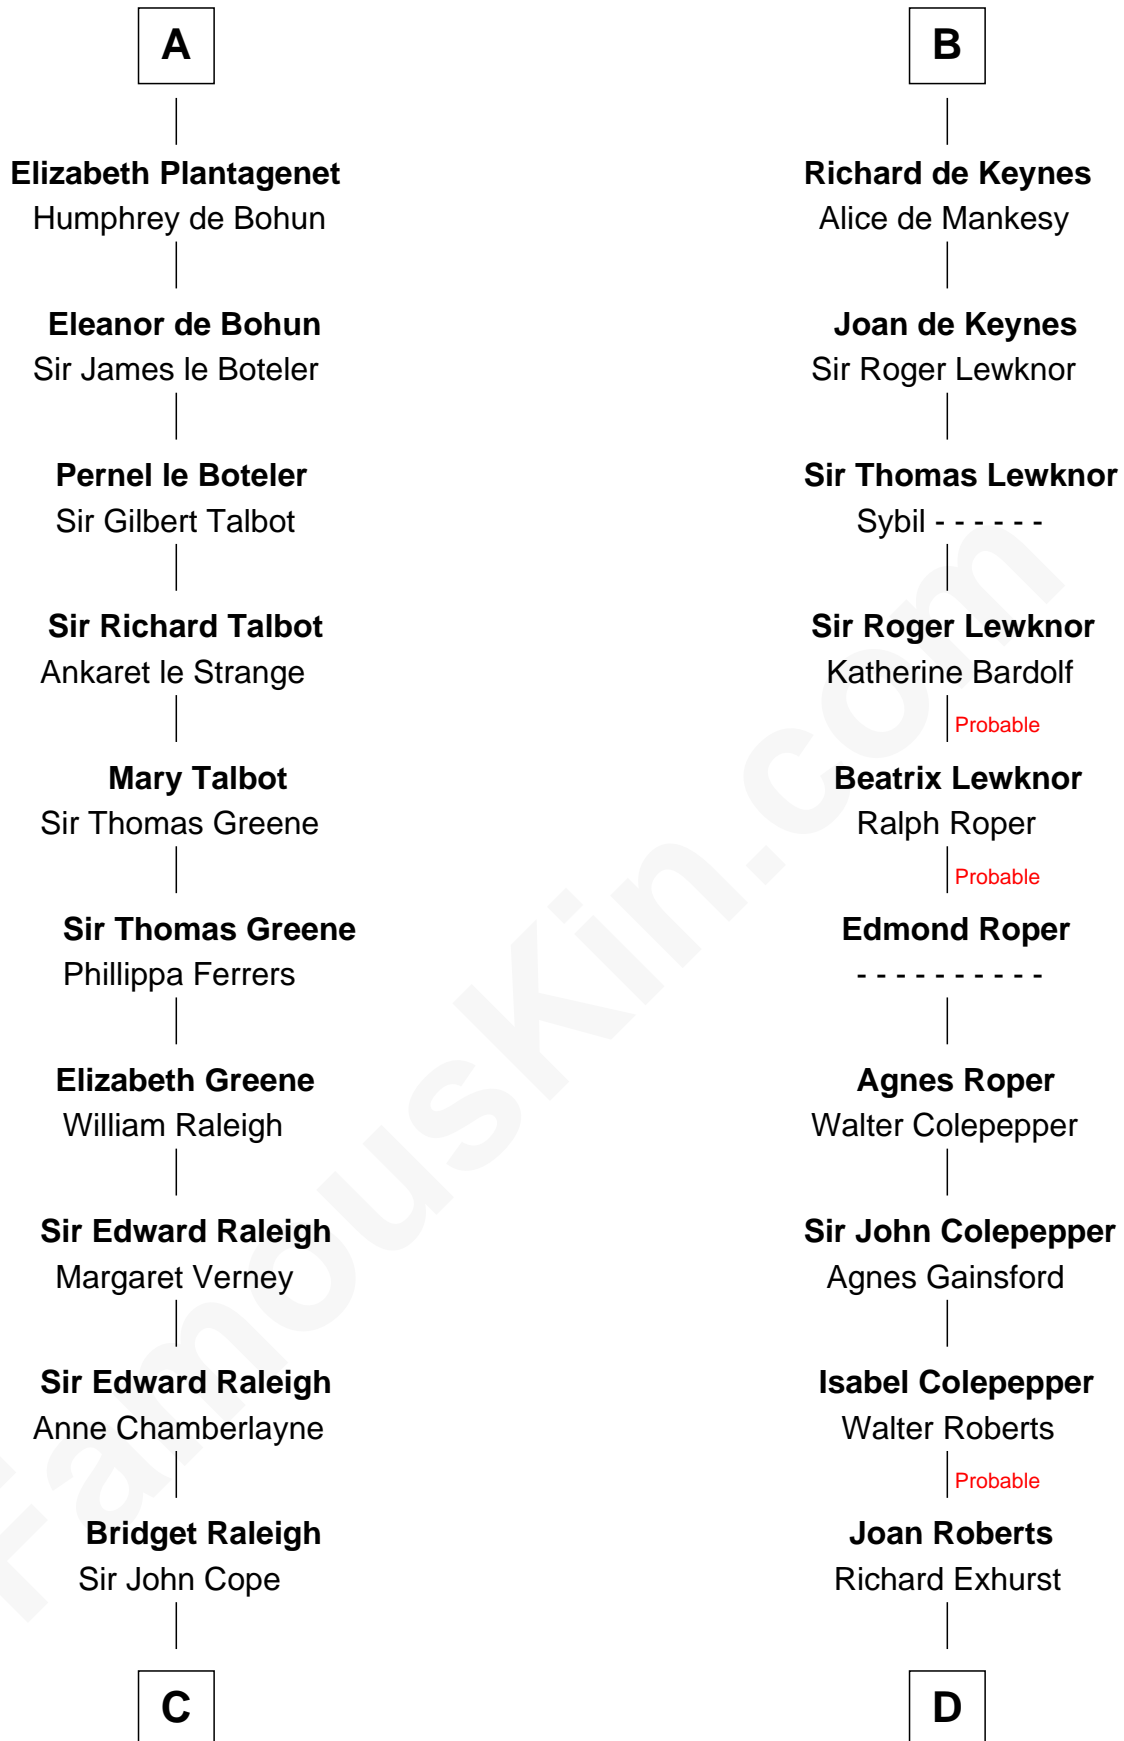 A
Elizabeth Plantagenet
Humphrey de Bohun
Eleanor de Bohun
Sir James le Boteler
Pernel le Boteler
Sir Gilbert Talbot
Sir Richard Talbot
Ankaret le Strange
Mary Talbot
Sir Thomas Greene
Sir Thomas Greene
Phillippa Ferrers
Elizabeth Greene
William Raleigh
Sir Edward Raleigh
Margaret Verney
Sir Edward Raleigh
Anne Chamberlayne
Bridget Raleigh
Sir John Cope
C
B
Richard de Keynes
Alice de Mankesy
Joan de Keynes
Sir Roger Lewknor
Sir Thomas Lewknor
Sybil - - - - - -
Sir Roger Lewknor
Katherine Bardolf
Probable
Beatrix Lewknor
Ralph Roper
Probable
Edmond Roper
- - - - - - - - - -
Agnes Roper
Walter Colepepper
Sir John Colepepper
Agnes Gainsford
Isabel Colepepper
Walter Roberts
Probable
Joan Roberts
Richard Exhurst
D
FamousKin.com